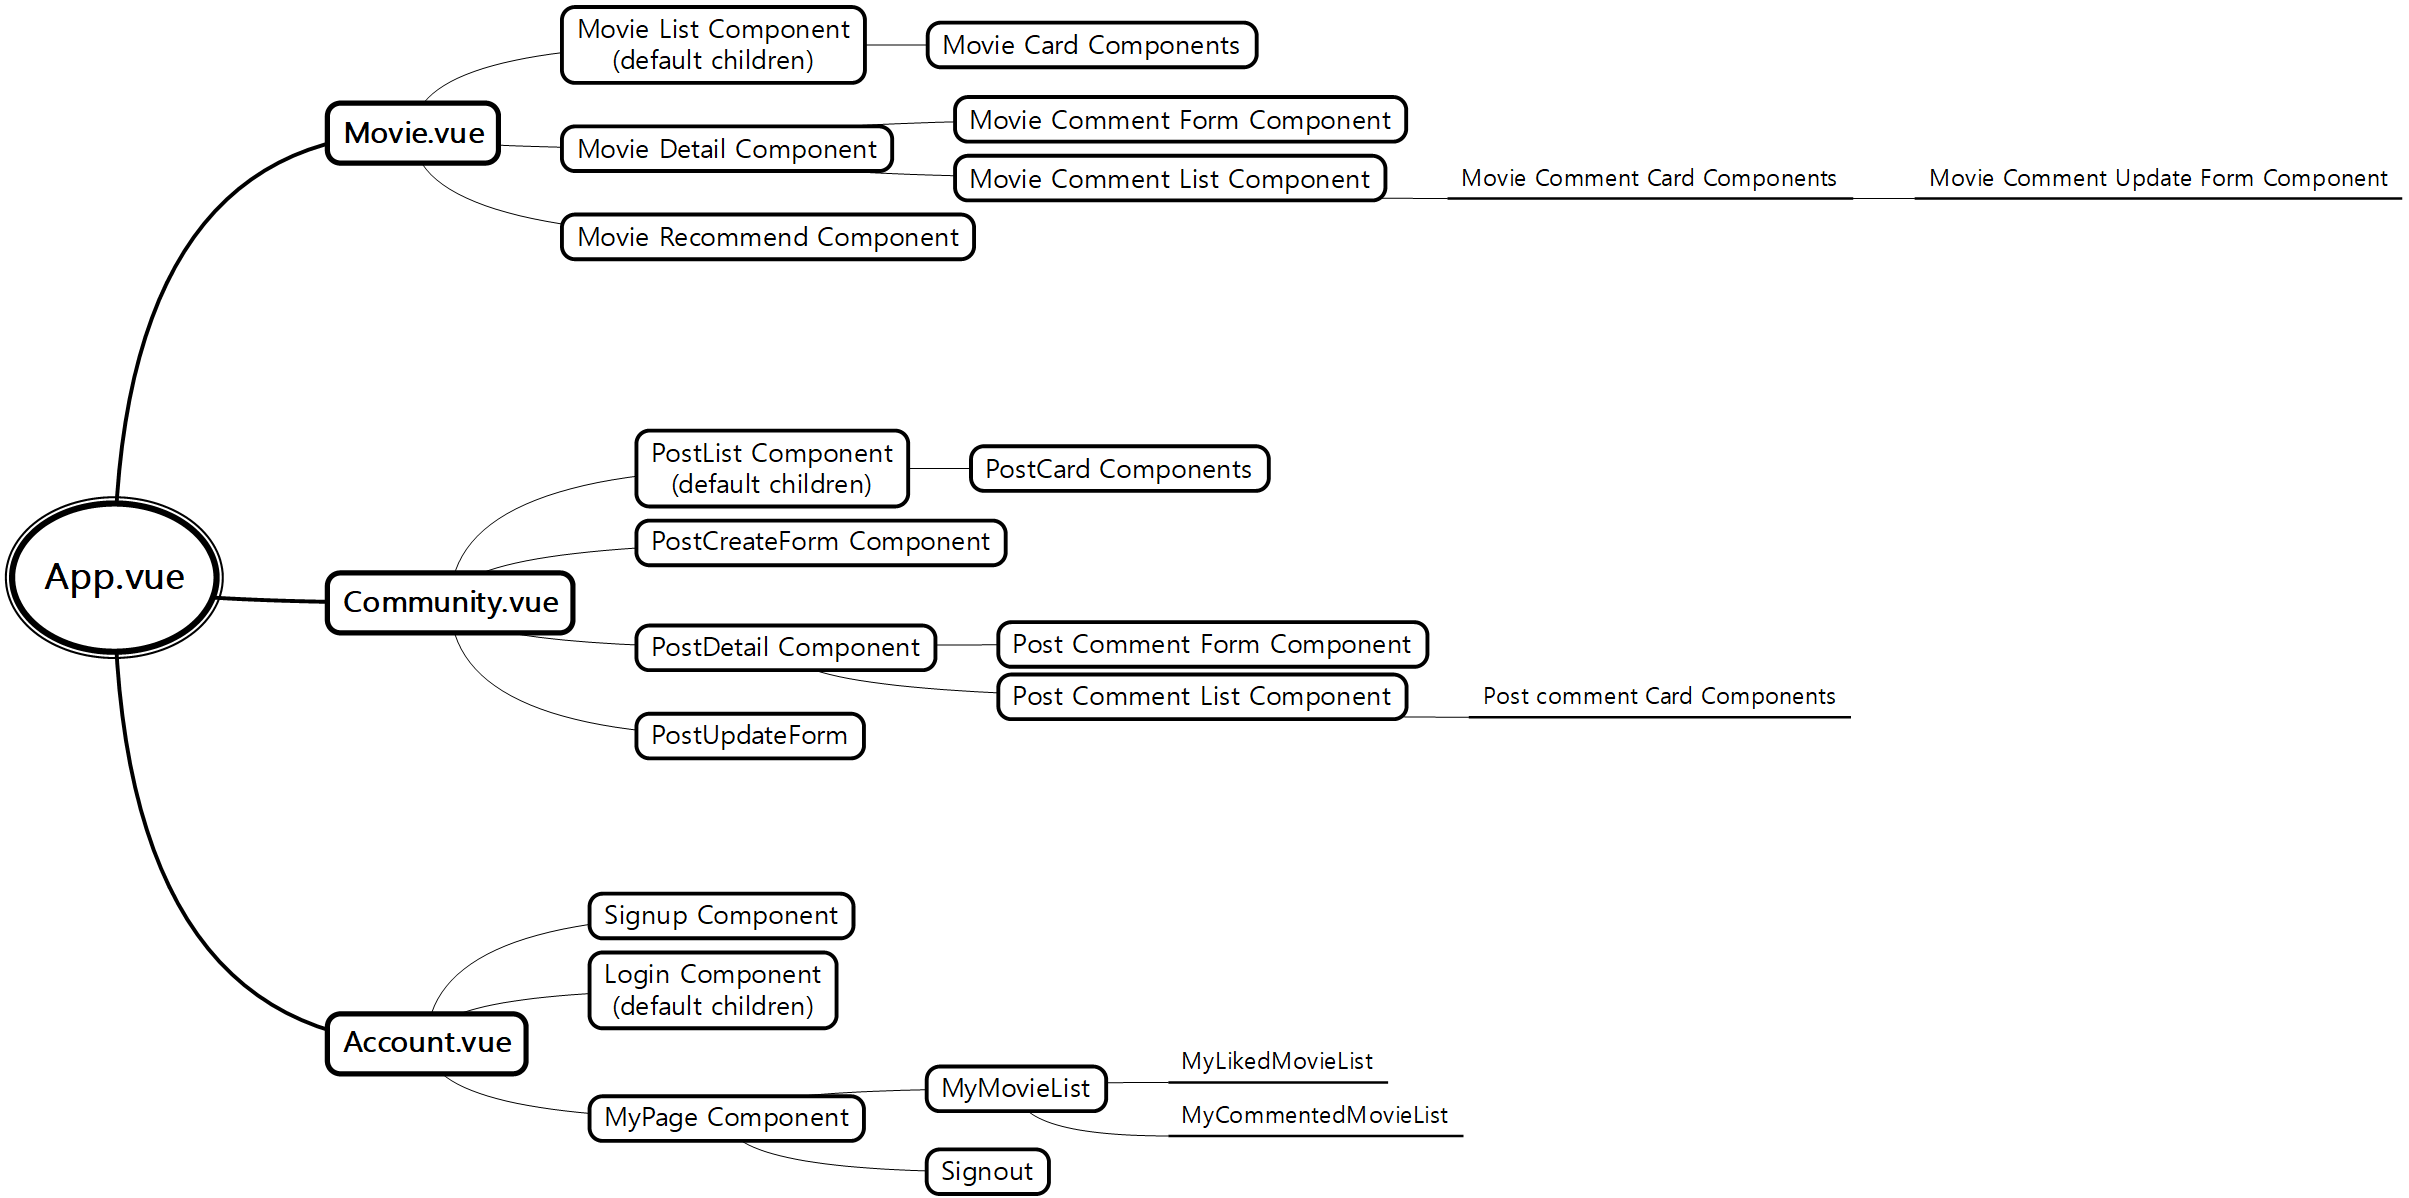 App.vue
Movie.vue
Movie List Component
(default children)
Movie Card Components
Movie Detail Component
Movie Comment Form Component
Movie Comment List Component
Movie Comment Card Components
Movie Comment Update Form Component
Movie Recommend Component
Community.vue
PostList Component
(default children)
PostCard Components
PostCreateForm Component
PostDetail Component
Post Comment Form Component
Post Comment List Component
Post comment Card Components
PostUpdateForm
Account.vue
Signup Component
Login Component
(default children)
MyPage Component
MyMovieList
MyLikedMovieList
MyCommentedMovieList
Signout